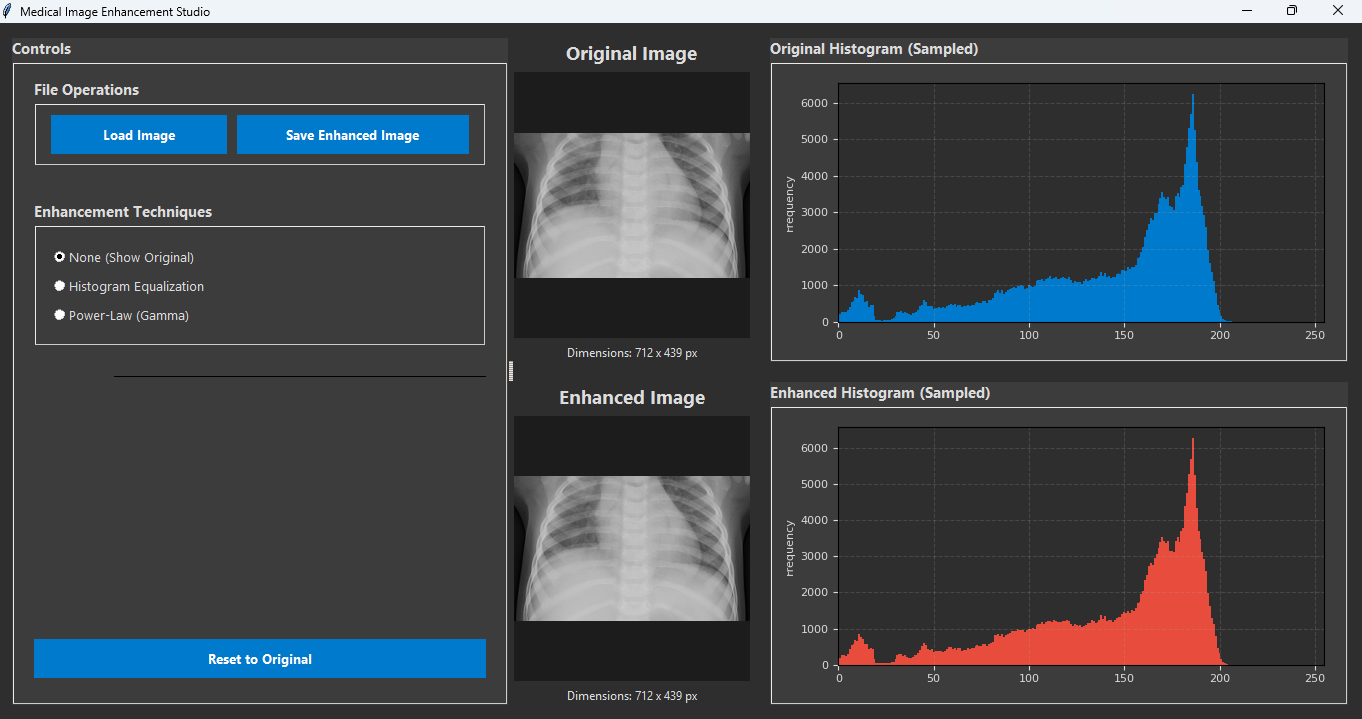 Medical Image Enhancement Studio
Controls
File Operations
Load Image
Save Enhanced Image
Enhancement Techniques
None (Show Original)
Histogram Equalization
Power-Law (Gamma)
Reset to Original
Original Image
Dimensions: 712 x 439 px
Enhanced Image
Dimensions: 712 x 439 px
Original Histogram (Sampled)
6000
5000
4000
3000
2000
1000
0
0 50 100 150 200 250
Enhanced Histogram (Sampled)
6000
5000
4000
3000
2000
1000
0
0 50 100 150 200 250